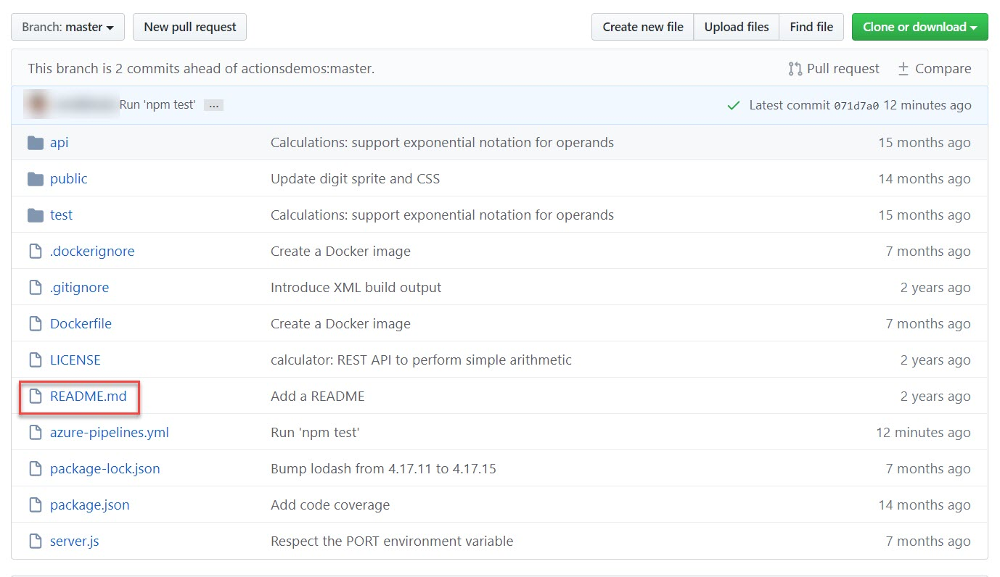 Branch: master New pull request Create new file Upload files Find file Clone or download
This branch is 2 commits ahead of actionsdemos:master. Pull request Compare
Run 'npm test' ... Latest commit 071d7a0 12 minutes ago
api Calculations: support exponential notation for operands 15 months ago
public Update digit sprite and CSS 14 months ago
test Calculations: support exponential notation for operands 15 months ago
.dockerignore Create a Docker image 7 months ago
.gitignore Introduce XML build output 2 years ago
Dockerfile Create a Docker image 7 months ago
LICENSE calculator: REST API to perform simple arithmetic 2 years ago
README.md Add a README 2 years ago
azure-pipelines.yml Run 'npm test' 12 minutes ago
package-lock.json Bump lodash from 4.17.11 to 4.17.15 7 months ago
package.json Add code coverage 14 months ago
server.js Respect the PORT environment variable 7 months ago